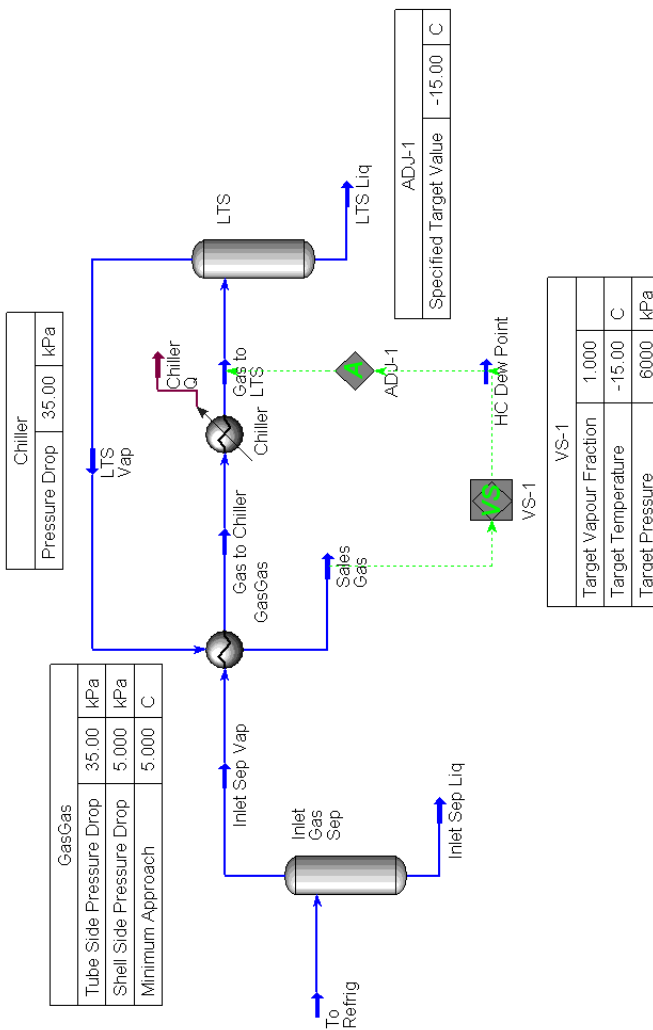 GasGas
Tube Side Pressure Drop 35.00 kPa
Shell Side Pressure Drop 5.000 kPa
Minimum Approach 5.000 C
Chiller
Pressure Drop 35.00 kPa
LTS
Vap
Chiller
Q
LTS
To
Refrig
Inlet
Gas
Sep
Inlet Sep Vap
GasGas
Gas to Chiller
Chiller
Gas to
LTS
LTS Liq
Inlet Sep Liq
Sales
Gas
A
ADJ-1
VS
VS-1
HC Dew Point
ADJ-1
Specified Target Value -15.00 C
VS-1
Target Vapour Fraction 1.000
Target Temperature -15.00 C
Target Pressure 6000 kPa